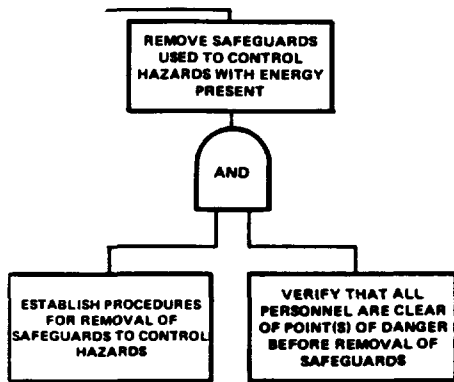 REMOVE SAFEGUARDS
USED TO CONTROL
HAZARDS WITH ENERGY
PRESENT
AND
ESTABLISH PROCEDURES
FOR REMOVAL OF
SAFEGUARDS TO CONTROL
HAZARDS
VERIFY THAT ALL
PERSONNEL ARE CLEAR
OF POINT(S) OF DANGER
BEFORE REMOVAL OF
SAFEGUARDS